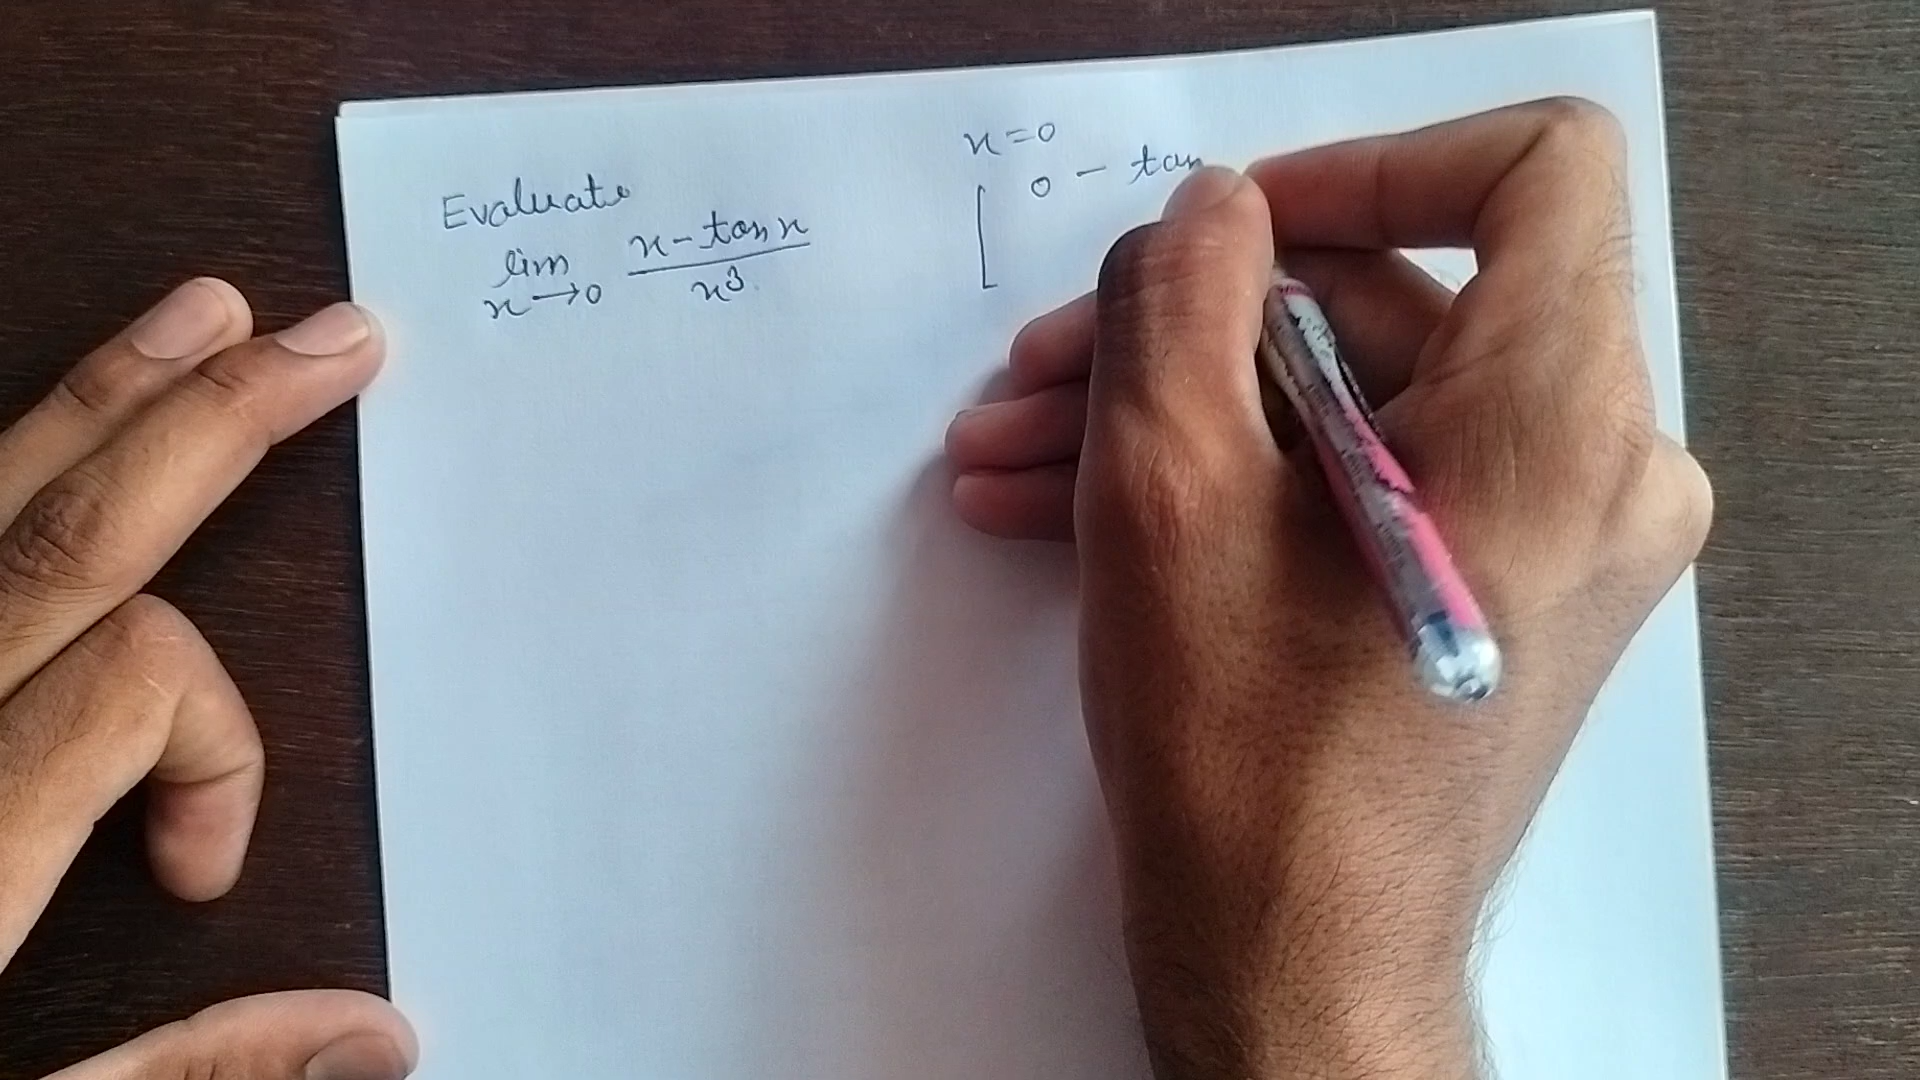 Evaluate
lim x→0 (x - tan x)/x³
x = 0
[ 0 - tan